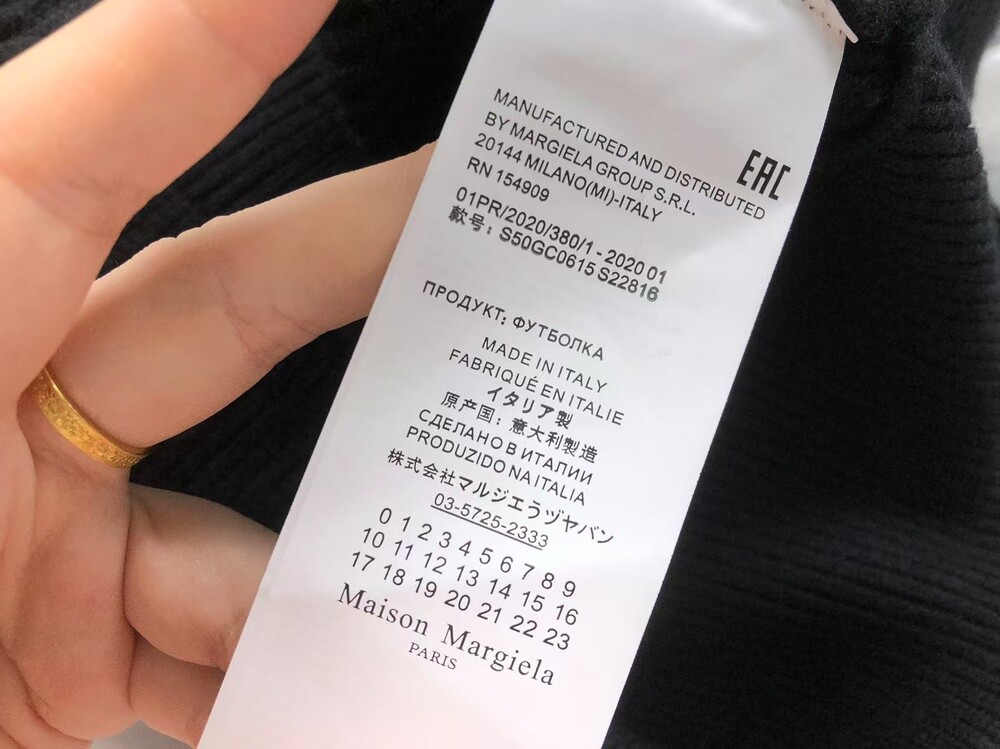 MANUFACTURED AND DISTRIBUTED
BY MARGIELA GROUP S.R.L.
20144 MILANO(MI)-ITALY
RN 154909
EAC
01PR/2020/380/1 - 2020 01
款号: S50GC0615 S22816
ПРОДУКТ: ФУТБОЛКА
MADE IN ITALY
FABRIQUÉ EN ITALIE
イタリア製
原产国: 意大利製造
СДЕЛАНО В ИТАЛИИ
PRODUZIDO NA ITALIA
株式会社マルジエラヅヤバン
03-5725-2333
0 1 2 3 4 5 6 7 8 9
10 11 12 13 14 15 16
17 18 19 20 21 22 23
Maison Margiela
PARIS